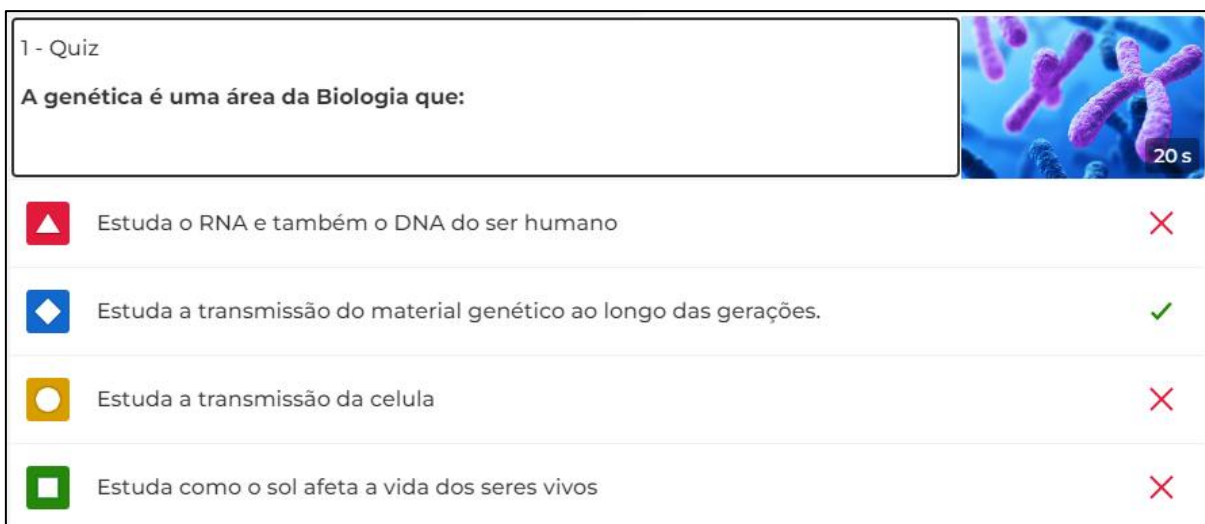 1 - Quiz
A genética é uma área da Biologia que:
20 s
Estuda o RNA e também o DNA do ser humano
Estuda a transmissão do material genético ao longo das gerações.
Estuda a transmissão da celula
Estuda como o sol afeta a vida dos seres vivos